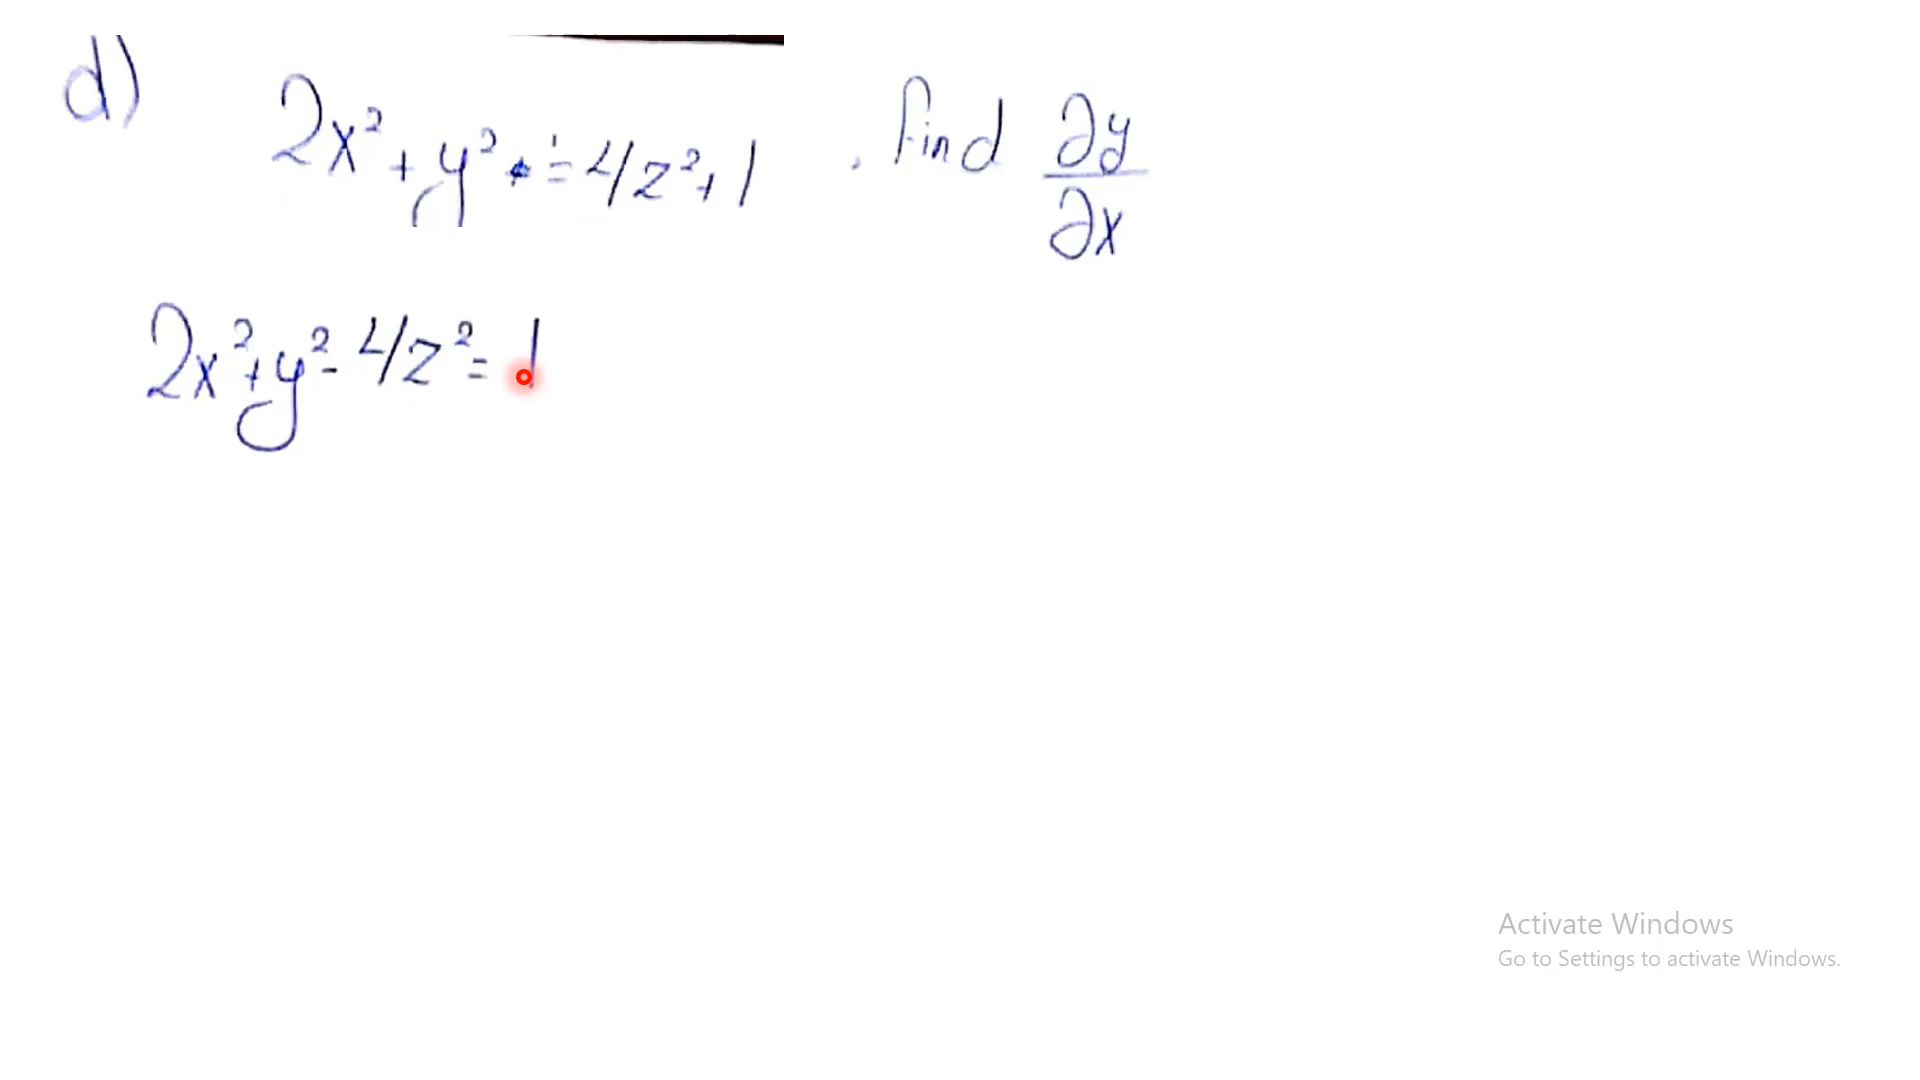 d) 2x² + y² = 4z² + 1 . Find ∂y/∂x
2x² + y² - 4z² = 1
Activate Windows
Go to Settings to activate Windows.